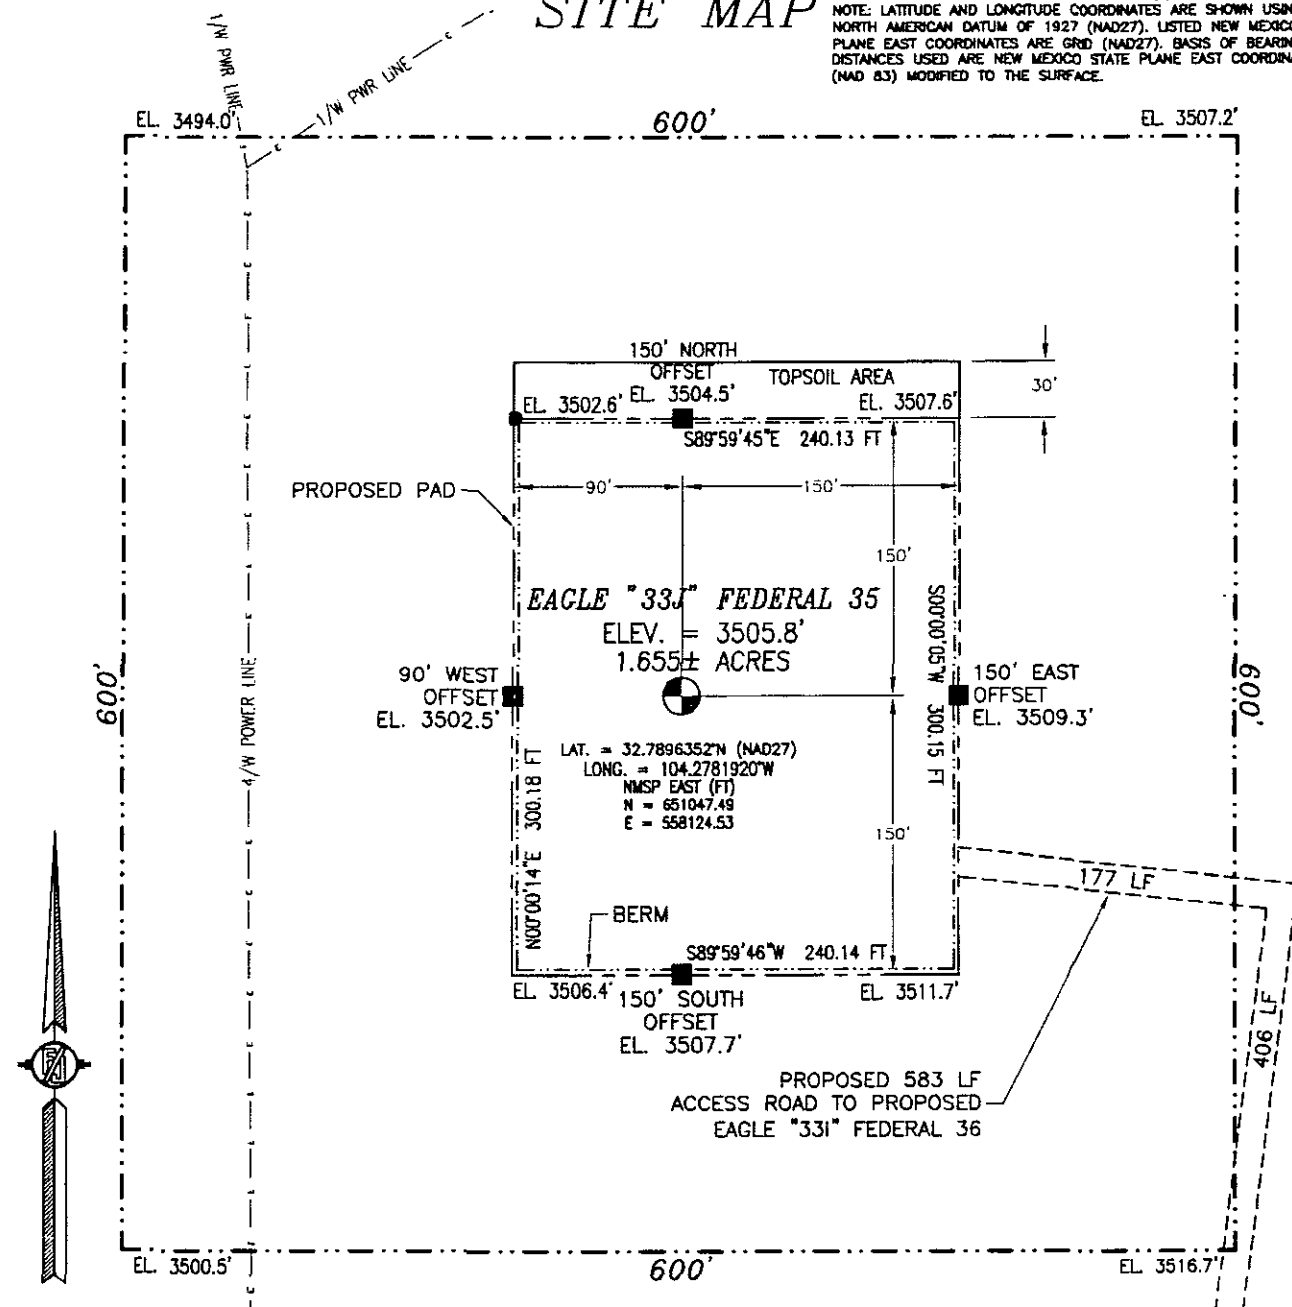 SITE MAP
NOTE: LATITUDE AND LONGITUDE COORDINATES ARE SHOWN
NORTH AMERICAN DATUM OF 1927 (NAD27). LISTED NEW MEXICO
PLANE EAST COORDINATES ARE GRID (NAD27). BASIS OF
DISTANCES USED ARE NEW MEXICO STATE PLANE EAST
(NAD 83) MODIFIED TO THE SURFACE.
1/W PWR LINE
1/W PWR LINE
EL. 3494.0'
600'
EL. 3507.2'
150' NORTH
OFFSET
EL. 3504.5'
TOPSOIL AREA
30'
EL. 3502.6'
EL. 3507.6'
S89°59'45"E 240.13 FT
PROPOSED PAD
90'
150'
150'
EAGLE "33J" FEDERAL 35
ELEV. = 3505.8'
1.655± ACRES
S00°00'05"W 300.15 FT
600'
4/W POWER LINE
90' WEST
OFFSET
EL. 3502.5'
150' EAST
OFFSET
EL. 3509.3'
600'
LAT. = 32.7896352°N (NAD27)
LONG. = 104.2781920°W
NMSP EAST (FT)
N = 651047.49
E = 558124.53
N00°00'14"E 300.18 FT
150'
177 LF
BERM
S89°59'46"W 240.14 FT
EL. 3506.4'
EL. 3511.7'
150' SOUTH
OFFSET
EL. 3507.7'
406 LF
PROPOSED 583 LF
ACCESS ROAD TO PROPOSED
EAGLE "33I" FEDERAL 36
EL. 3500.5'
600'
EL. 3516.7'